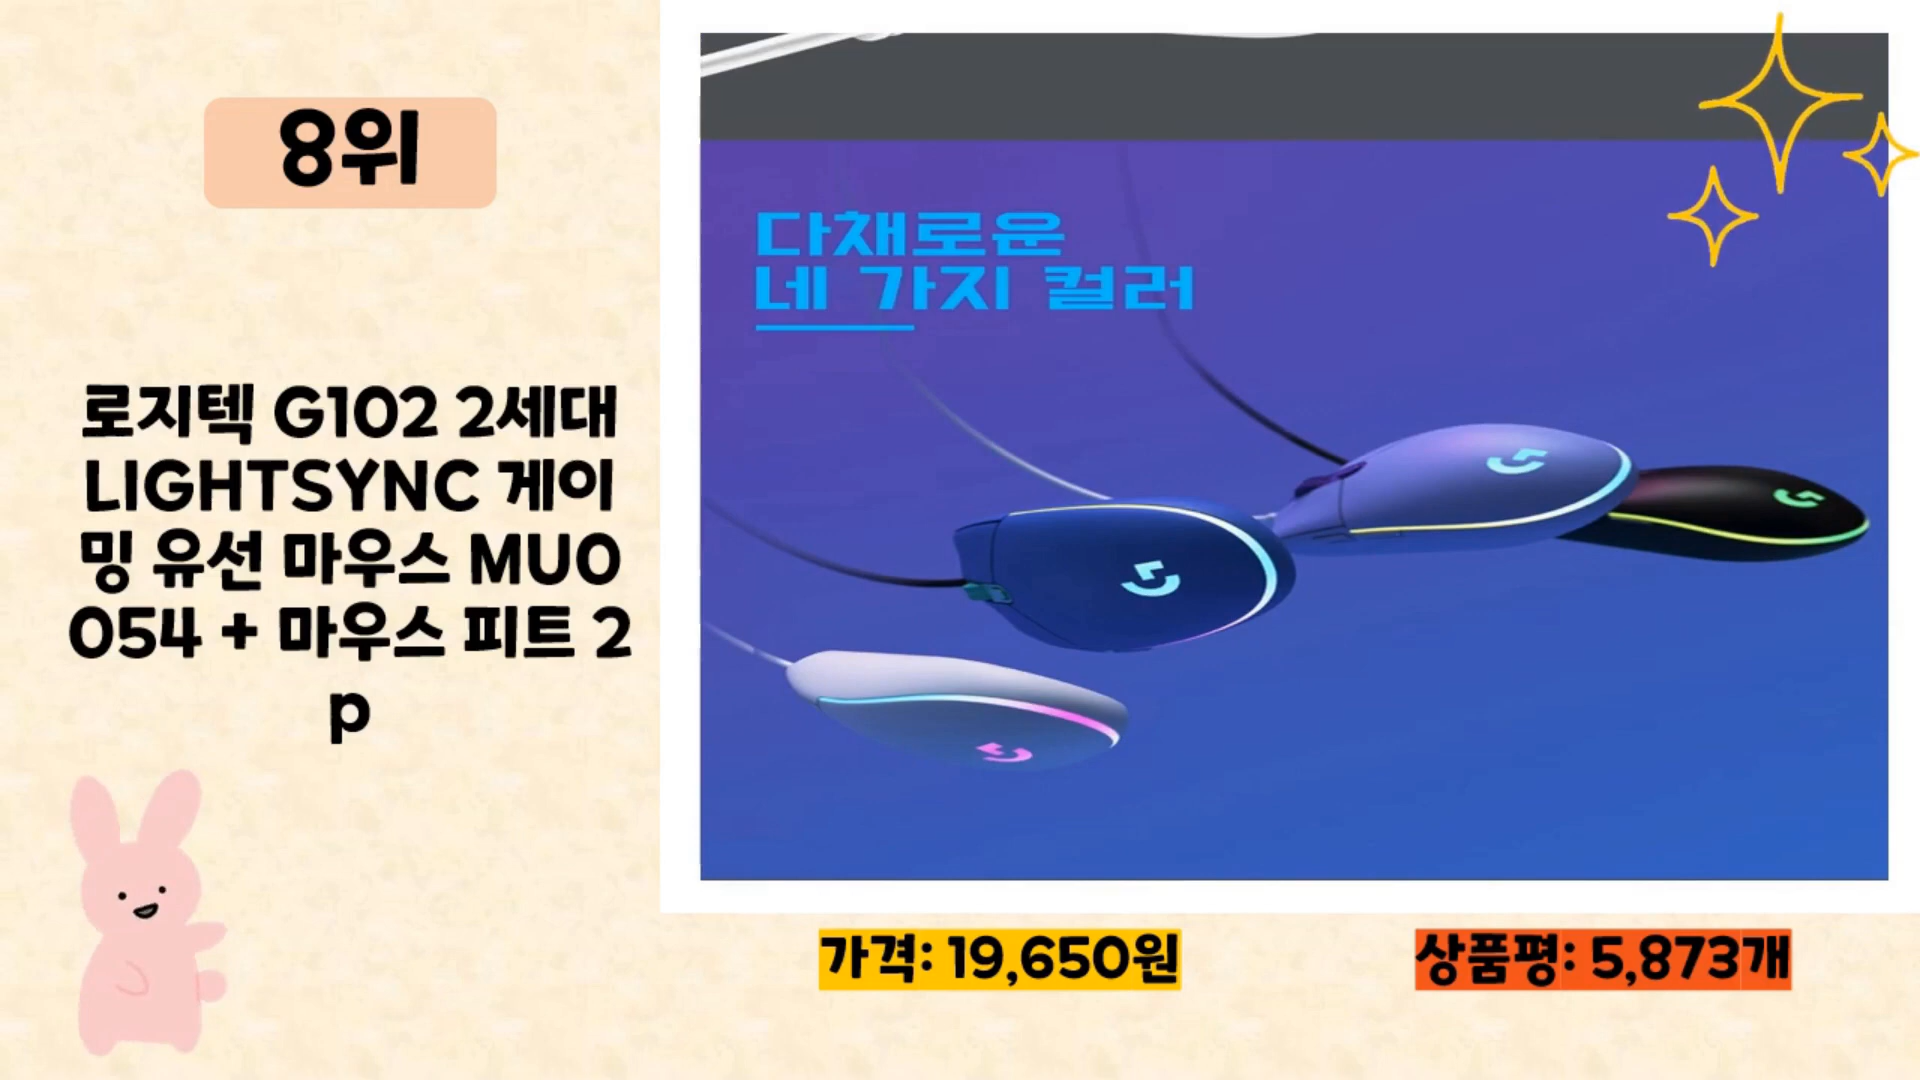 8위
로지텍 G102 2세대
LIGHTSYNC 게이
밍 유선 마우스 MU0
054 + 마우스 피트 2
p
다채로운
네 가지 컬러
가격: 19,650원
상품평: 5,873개